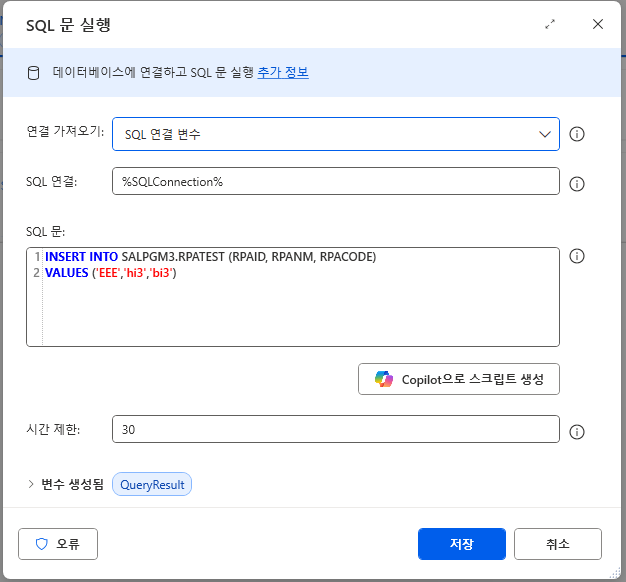 SQL 문 실행
데이터베이스에 연결하고 SQL 문 실행 추가 정보
연결 가져오기: SQL 연결 변수
SQL 연결: %SQLConnection%
SQL 문:
1 INSERT INTO SALPGM3.RPATEST (RPAID, RPANM, RPACODE)
2 VALUES ('EEE','hi3','bi3')
Copilot으로 스크립트 생성
시간 제한: 30
변수 생성됨 QueryResult
오류 저장 취소